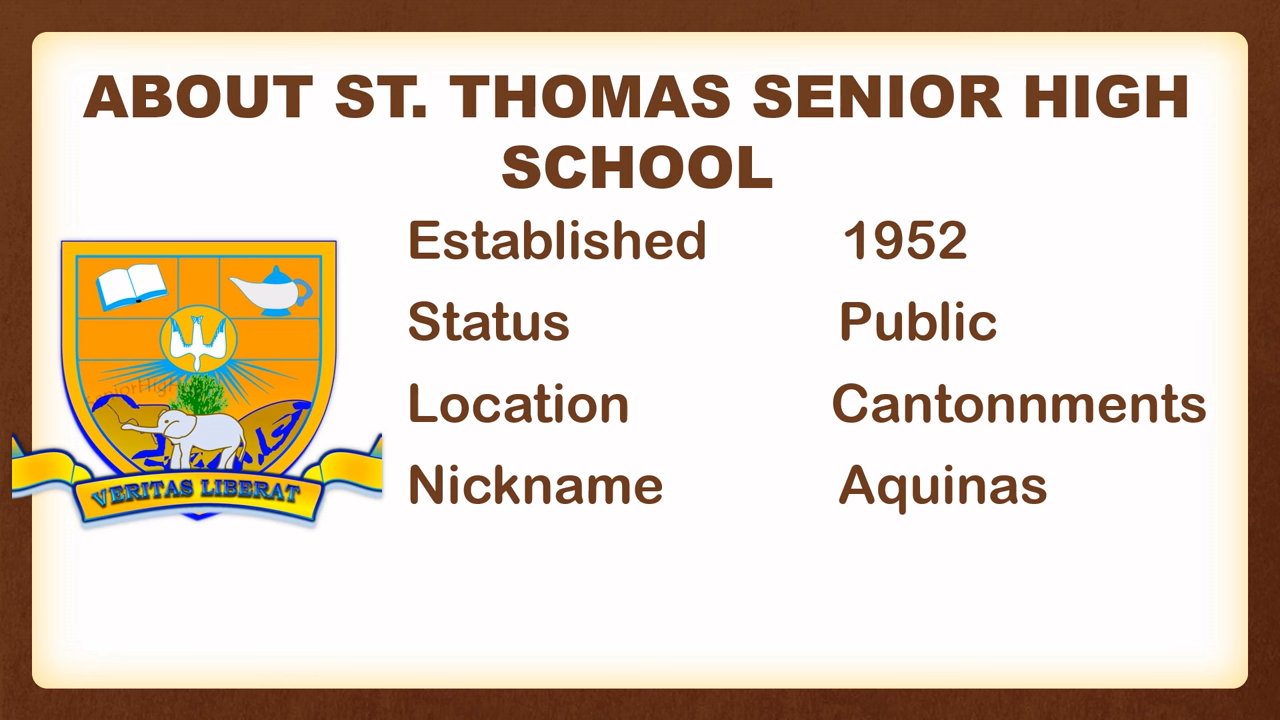 ABOUT ST. THOMAS SENIOR HIGH
SCHOOL
Established 1952
Status Public
Location Cantonnments
Nickname Aquinas
VERITAS LIBERAT